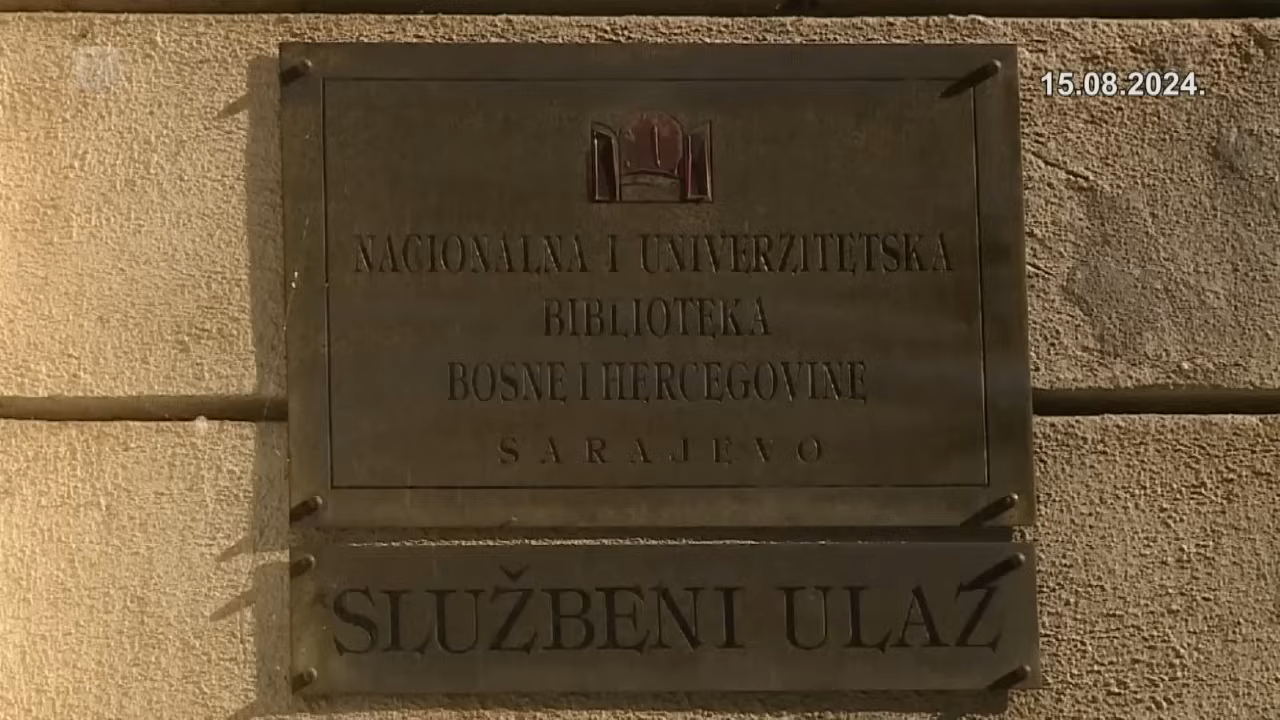 15.08.2024.
NACIONALNA I UNIVERZITETSKA
BIBLIOTEKA
BOSNE I HERCEGOVINE
SARAJEVO
SLUŽBENI ULAZ